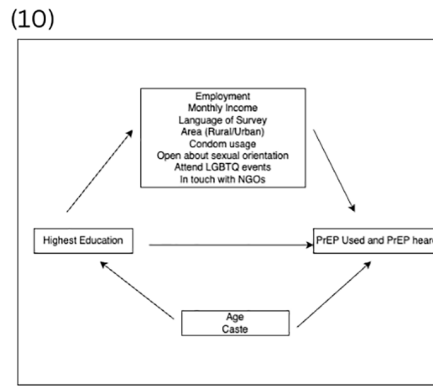 (10)
Employment
Monthly Income
Language of Survey
Area (Rural/Urban)
Condom usage
Open about sexual orientation
Attend LGBTQ events
In touch with NGOs
Highest Education
PrEP Used and PrEP heard
Age
Caste